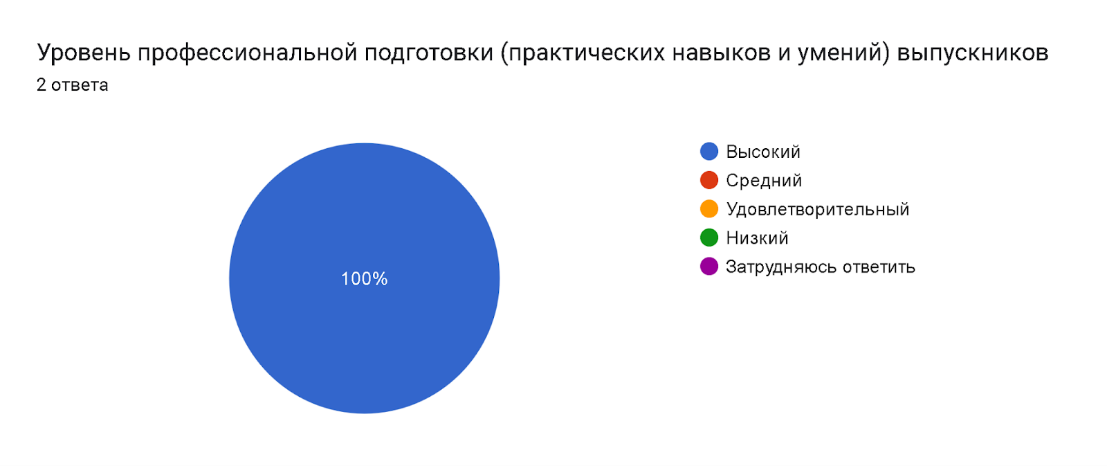 Уровень профессиональной подготовки (практических навыков и умений) выпускников
2 ответа
100%
Высокий
Средний
Удовлетворительный
Низкий
Затрудняюсь ответить